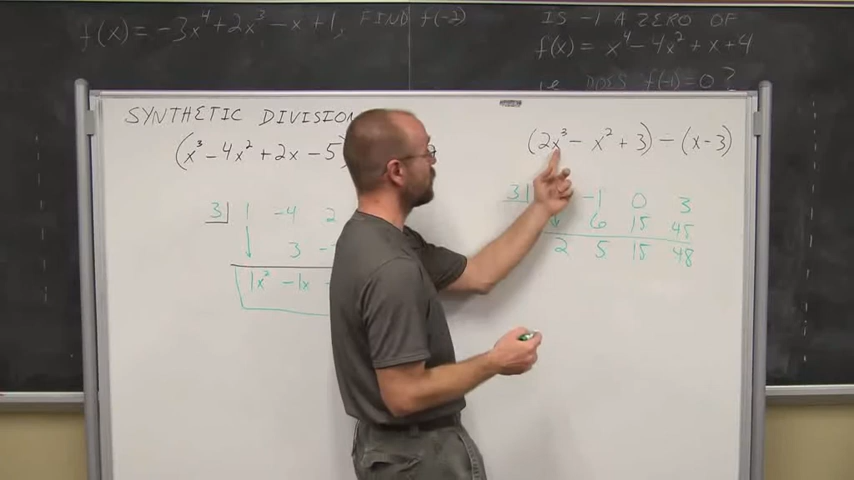 f(x) = -3x⁴ + 2x³ - x + 1, FIND f(-2)
IS -1 A ZERO OF
f(x) = x⁴ - 4x² + x + 4
ie DOES f(-1) = 0 ?
SYNTHETIC DIVISION
(x³ - 4x² + 2x - 5)
3 1 -4 2
3
1x² -1x
(2x³ - x² + 3) ÷ (x - 3)
3 -1 0 3
6 15 45
2 5 15 48